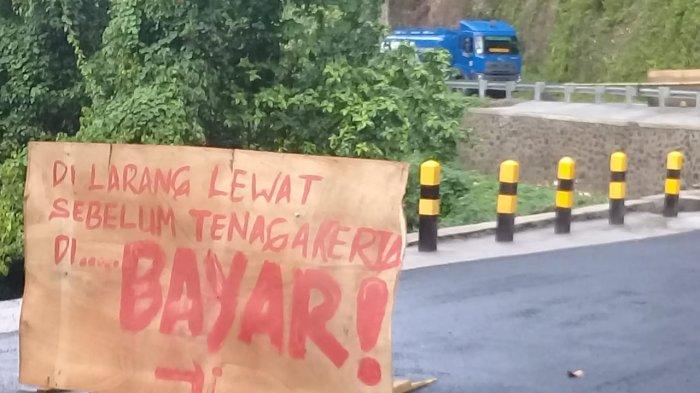 DI LARANG LEWAT
SEBELUM TENAGAKERJA
DI..... BAYAR!